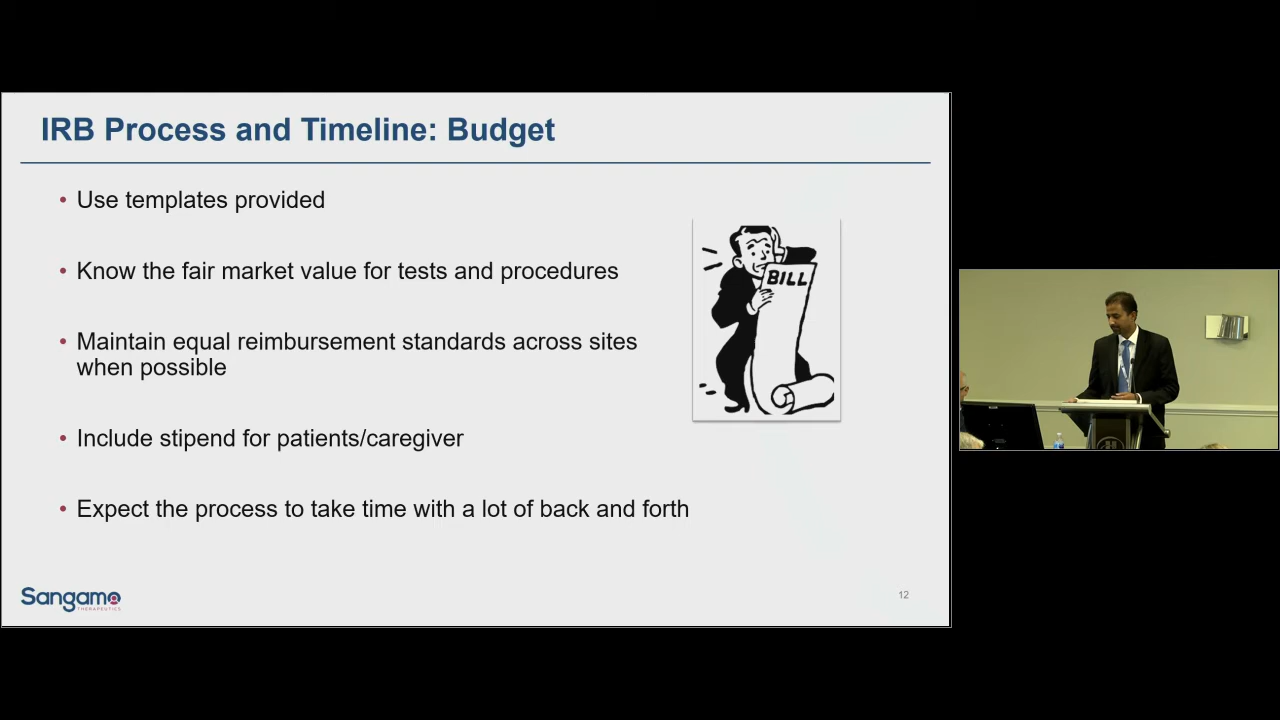 IRB Process and Timeline: Budget
• Use templates provided
• Know the fair market value for tests and procedures
• Maintain equal reimbursement standards across sites
when possible
• Include stipend for patients/caregiver
• Expect the process to take time with a lot of back and forth
BILL
Sangamo
THERAPEUTICS
12